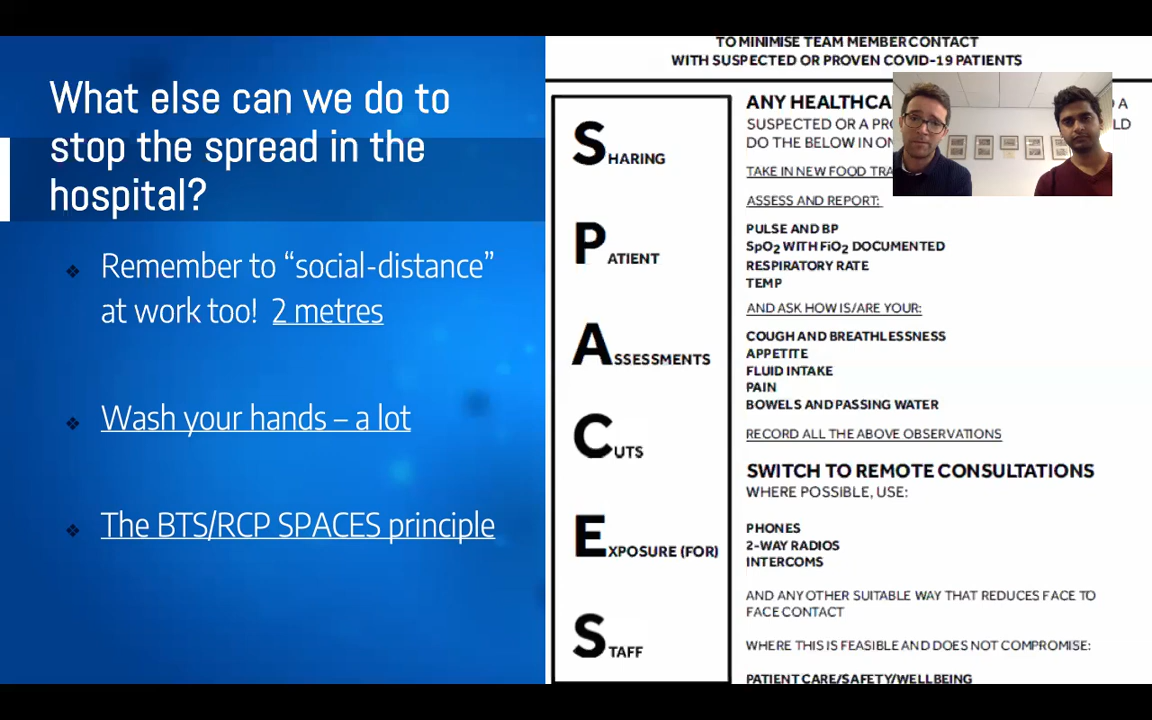 What else can we do to
stop the spread in the
hospital?
❖ Remember to “social-distance”
at work too! 2 metres
❖ Wash your hands – a lot
❖ The BTS/RCP SPACES principle
TO MINIMISE TEAM MEMBER CONTACT
WITH SUSPECTED OR PROVEN COVID-19 PATIENTS
SHARING
PATIENT
ASSESSMENTS
CUTS
EXPOSURE (FOR)
STAFF
ANY
SUSPECTED OR A
DO THE BELOW IN
TAKE IN NEW FOOD
ASSESS AND REPORT:
PULSE AND BP
SpO2 WITH FiO2 DOCUMENTED
RESPIRATORY RATE
TEMP
AND ASK HOW IS/ARE YOUR:
COUGH AND BREATHLESSNESS
APPETITE
FLUID INTAKE
PAIN
BOWELS AND PASSING WATER
RECORD ALL THE ABOVE OBSERVATIONS
SWITCH TO REMOTE CONSULTATIONS
WHERE POSSIBLE, USE:
PHONES
2-WAY RADIOS
INTERCOMS
AND ANY OTHER SUITABLE WAY THAT REDUCES FACE TO
FACE CONTACT
WHERE THIS IS FEASIBLE AND DOES NOT COMPROMISE:
PATIENT CARE/SAFETY/WELLBEING